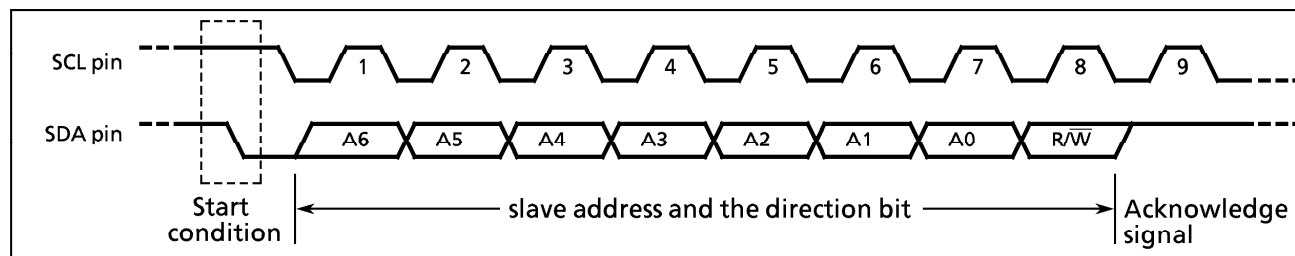 SCL pin 1 2 3 4 5 6 7 8 9
SDA pin A6 A5 A4 A3 A2 A1 A0 R/W̅
Start condition
slave address and the direction bit
Acknowledge signal